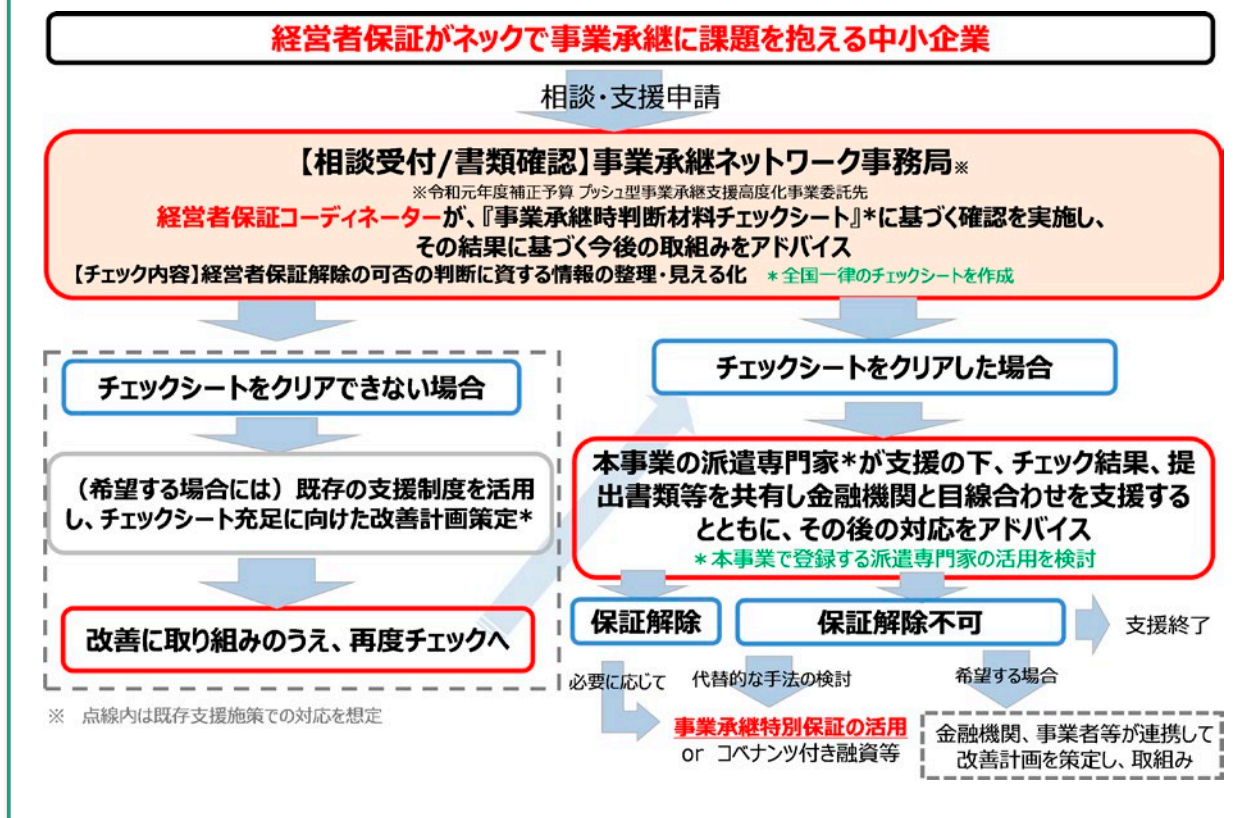 経営者保証がネックで事業承継に課題を抱える中小企業
相談・支援申請
【相談受付/書類確認】事業承継ネットワーク事務局※
※令和元年度補正予算 プッシュ型事業承継支援高度化事業委託先
経営者保証コーディネーターが、『事業承継時判断材料チェックシート』*に基づく確認を実施し、
その結果に基づく今後の取組みをアドバイス
【チェック内容】経営者保証解除の可否の判断に資する情報の整理・見える化 *全国一律のチェックシートを作成
チェックシートをクリアできない場合
(希望する場合には)既存の支援制度を活用
し、チェックシート充足に向けた改善計画策定*
改善に取り組みのうえ、再度チェックへ
※ 点線内は既存支援施策での対応を想定
チェックシートをクリアした場合
本事業の派遣専門家*が支援の下、チェック結果、提
出書類等を共有し金融機関と目線合わせを支援する
とともに、その後の対応をアドバイス
*本事業で登録する派遣専門家の活用を検討
保証解除
保証解除不可
支援終了
必要に応じて
代替的な手法の検討
希望する場合
事業承継特別保証の活用
or コベナンツ付き融資等
金融機関、事業者等が連携して
改善計画を策定し、取組み